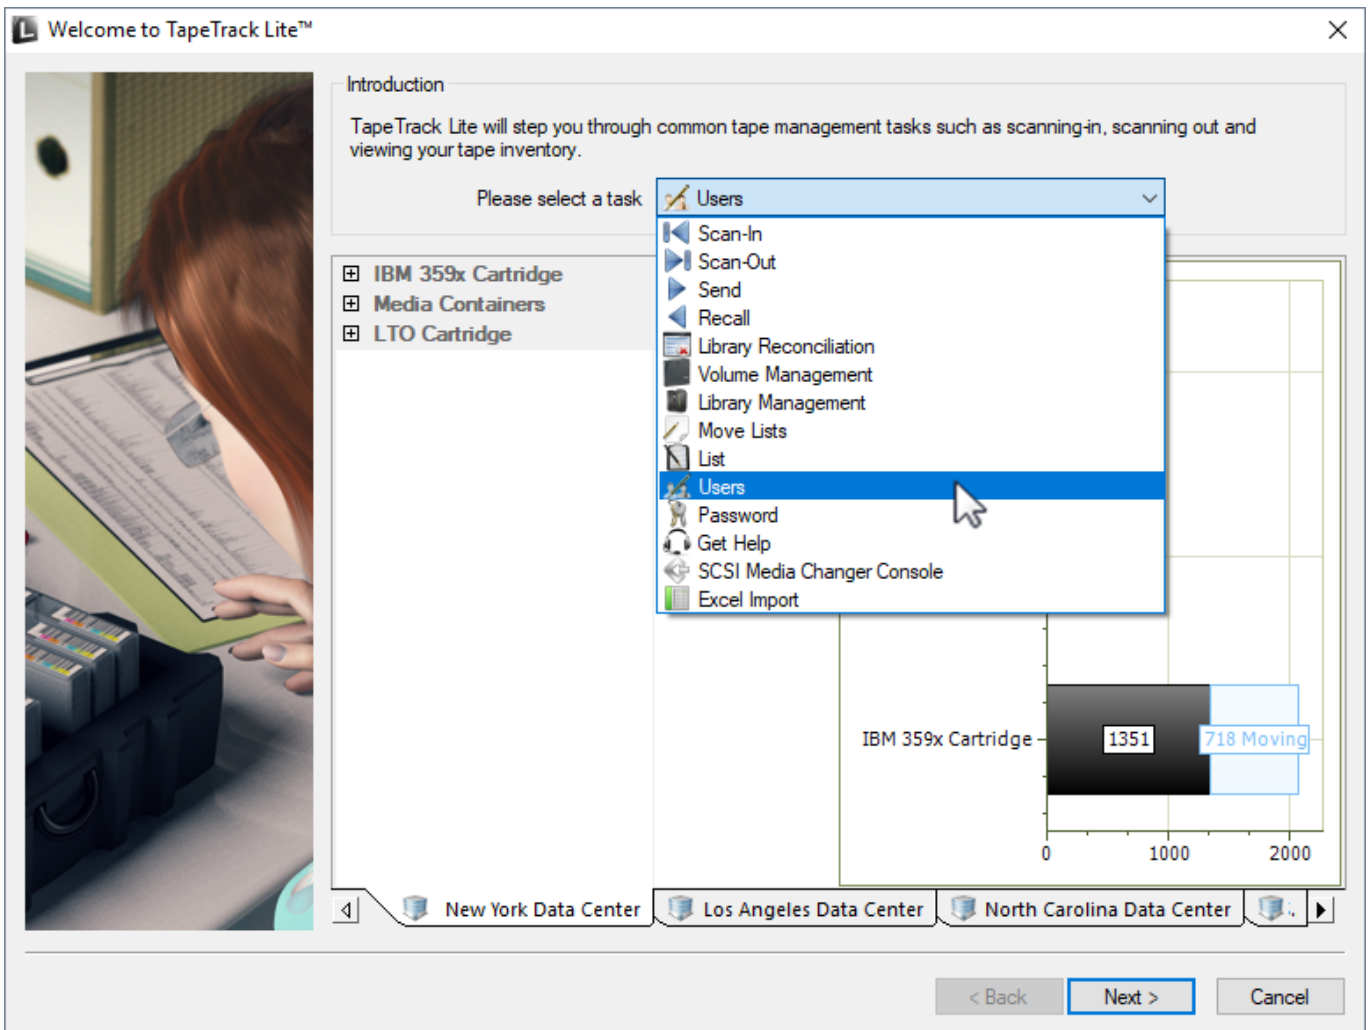 Welcome to TapeTrack Lite™
Introduction
TapeTrack Lite will step you through common tape management tasks such as scanning-in, scanning out and
viewing your tape inventory.
Please select a task
Users
Scan-In
Scan-Out
Send
Recall
Library Reconciliation
Volume Management
Library Management
Move Lists
List
Users
Password
Get Help
SCSI Media Changer Console
Excel Import
IBM 359x Cartridge
Media Containers
LTO Cartridge
IBM 359x Cartridge
1351
718 Moving
0 1000 2000
New York Data Center
Los Angeles Data Center
North Carolina Data Center
< Back
Next >
Cancel